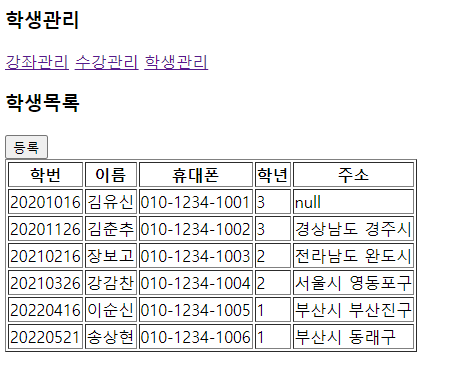 학생관리
강좌관리 수강관리 학생관리
학생목록
등록
학번 이름 휴대폰 학년 주소
20201016 김유신 010-1234-1001 3 null
20201126 김춘추 010-1234-1002 3 경상남도 경주시
20210216 장보고 010-1234-1003 2 전라남도 완도시
20210326 강감찬 010-1234-1004 2 서울시 영동포구
20220416 이순신 010-1234-1005 1 부산시 부산진구
20220521 송상현 010-1234-1006 1 부산시 동래구